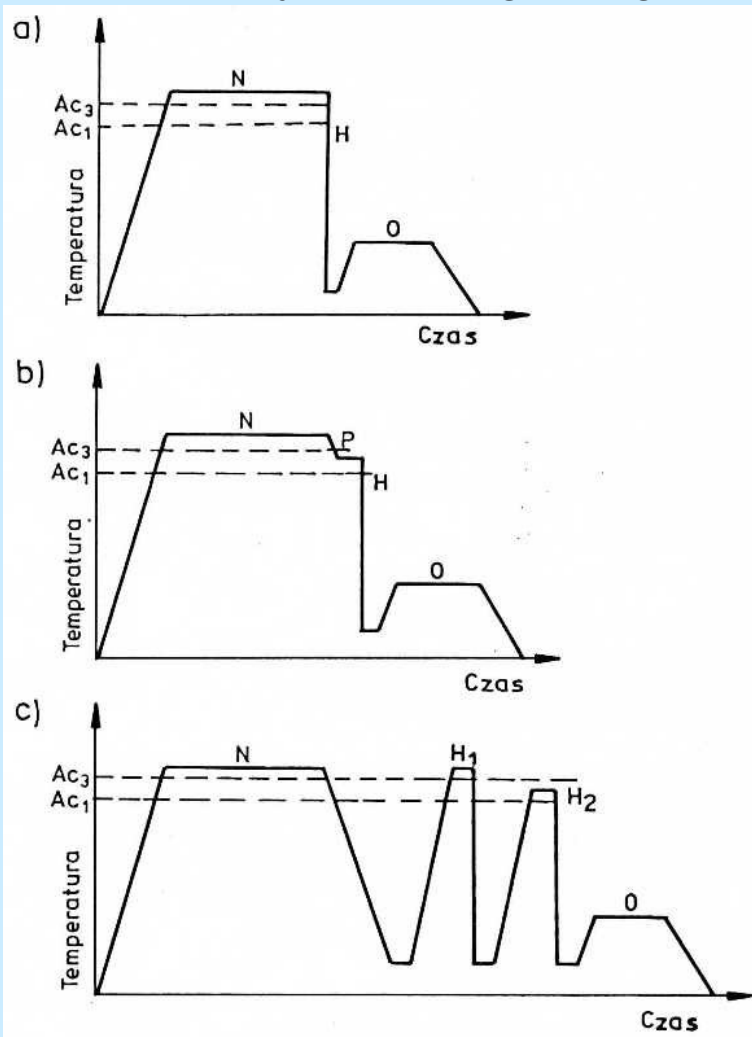 a)
N
Ac3
Ac1
H
O
Temperatura
Czas
b)
N
P
Ac3
Ac1
H
O
Temperatura
Czas
c)
N
H1
Ac3
Ac1
H2
O
Temperatura
Czas